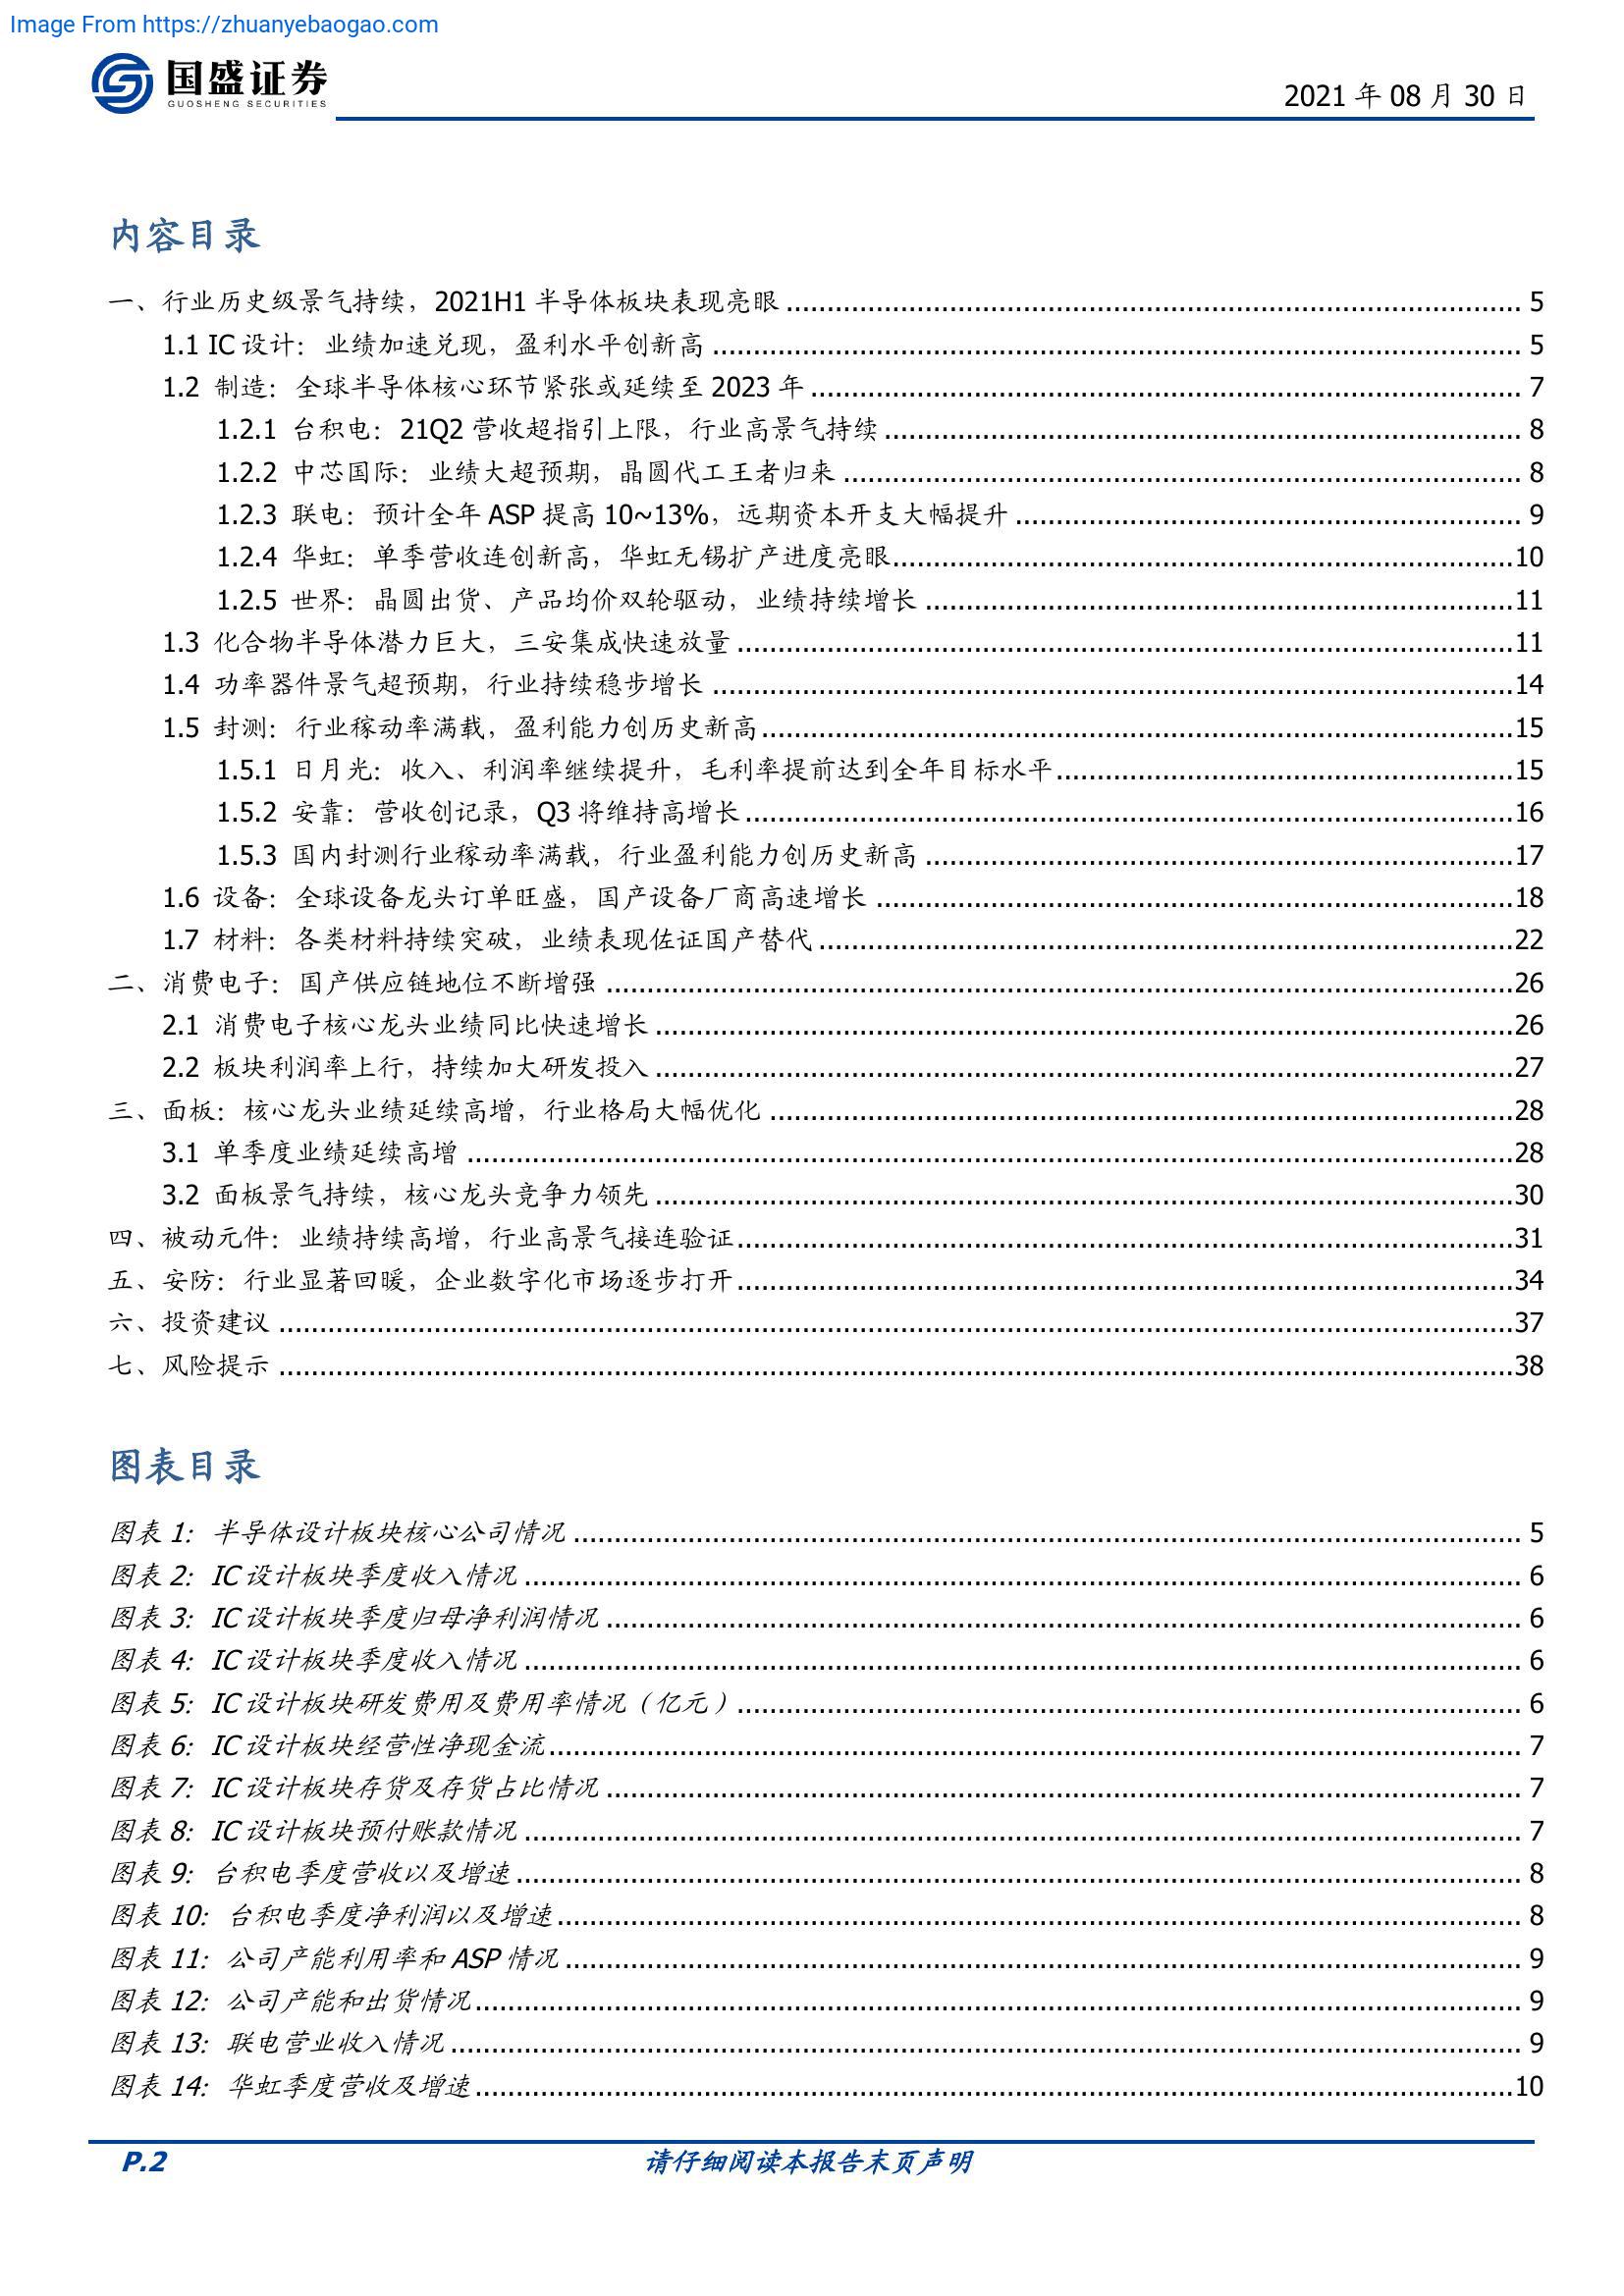 Image From https://zhuanyebaogao.com
国盛证券
GUOSHENG SECURITIES
2021 年 08 月 30 日
内容目录
一、行业历史级景气持续，2021H1 半导体板块表现亮眼 ........................ 5
1.1 IC 设计：业绩加速兑现，盈利水平创新高 ........................ 5
1.2 制造：全球半导体核心环节紧张或延续至 2023 年 ........................ 7
1.2.1 台积电：21Q2 营收超指引上限，行业高景气持续 ........................ 8
1.2.2 中芯国际：业绩大超预期，晶圆代工王者归来 ........................ 8
1.2.3 联电：预计全年 ASP 提高 10~13%，远期资本开支大幅提升 ........................ 9
1.2.4 华虹：单季营收连创新高，华虹无锡扩产进度亮眼 ........................ 10
1.2.5 世界：晶圆出货、产品均价双轮驱动，业绩持续增长 ........................ 11
1.3 化合物半导体潜力巨大，三安集成快速放量 ........................ 11
1.4 功率器件景气超预期，行业持续稳步增长 ........................ 14
1.5 封测：行业稼动率满载，盈利能力创历史新高 ........................ 15
1.5.1 日月光：收入、利润率继续提升，毛利率提前达到全年目标水平 ........................ 15
1.5.2 安靠：营收创记录，Q3 将维持高增长 ........................ 16
1.5.3 国内封测行业稼动率满载，行业盈利能力创历史新高 ........................ 17
1.6 设备：全球设备龙头订单旺盛，国产设备厂商高速增长 ........................ 18
1.7 材料：各类材料持续突破，业绩表现佐证国产替代 ........................ 22
二、消费电子：国产供应链地位不断增强 ........................ 26
2.1 消费电子核心龙头业绩同比快速增长 ........................ 26
2.2 板块利润率上行，持续加大研发投入 ........................ 27
三、面板：核心龙头业绩延续高增，行业格局大幅优化 ........................ 28
3.1 单季度业绩延续高增 ........................ 28
3.2 面板景气持续，核心龙头竞争力领先 ........................ 30
四、被动元件：业绩持续高增，行业高景气接连验证 ........................ 31
五、安防：行业显著回暖，企业数字化市场逐步打开 ........................ 34
六、投资建议 ........................ 37
七、风险提示 ........................ 38
图表目录
图表 1：半导体设计板块核心公司情况 ........................ 5
图表 2：IC 设计板块季度收入情况 ........................ 6
图表 3：IC 设计板块季度归母净利润情况 ........................ 6
图表 4：IC 设计板块季度收入情况 ........................ 6
图表 5：IC 设计板块研发费用及费用率情况（亿元） ........................ 6
图表 6：IC 设计板块经营性净现金流 ........................ 7
图表 7：IC 设计板块存货及存货占比情况 ........................ 7
图表 8：IC 设计板块预付账款情况 ........................ 7
图表 9：台积电季度营收以及增速 ........................ 8
图表 10：台积电季度净利润以及增速 ........................ 8
图表 11：公司产能利用率和 ASP 情况 ........................ 9
图表 12：公司产能和出货情况 ........................ 9
图表 13：联电营业收入情况 ........................ 9
图表 14：华虹季度营收及增速 ........................ 10
P.2
请仔细阅读本报告末页声明